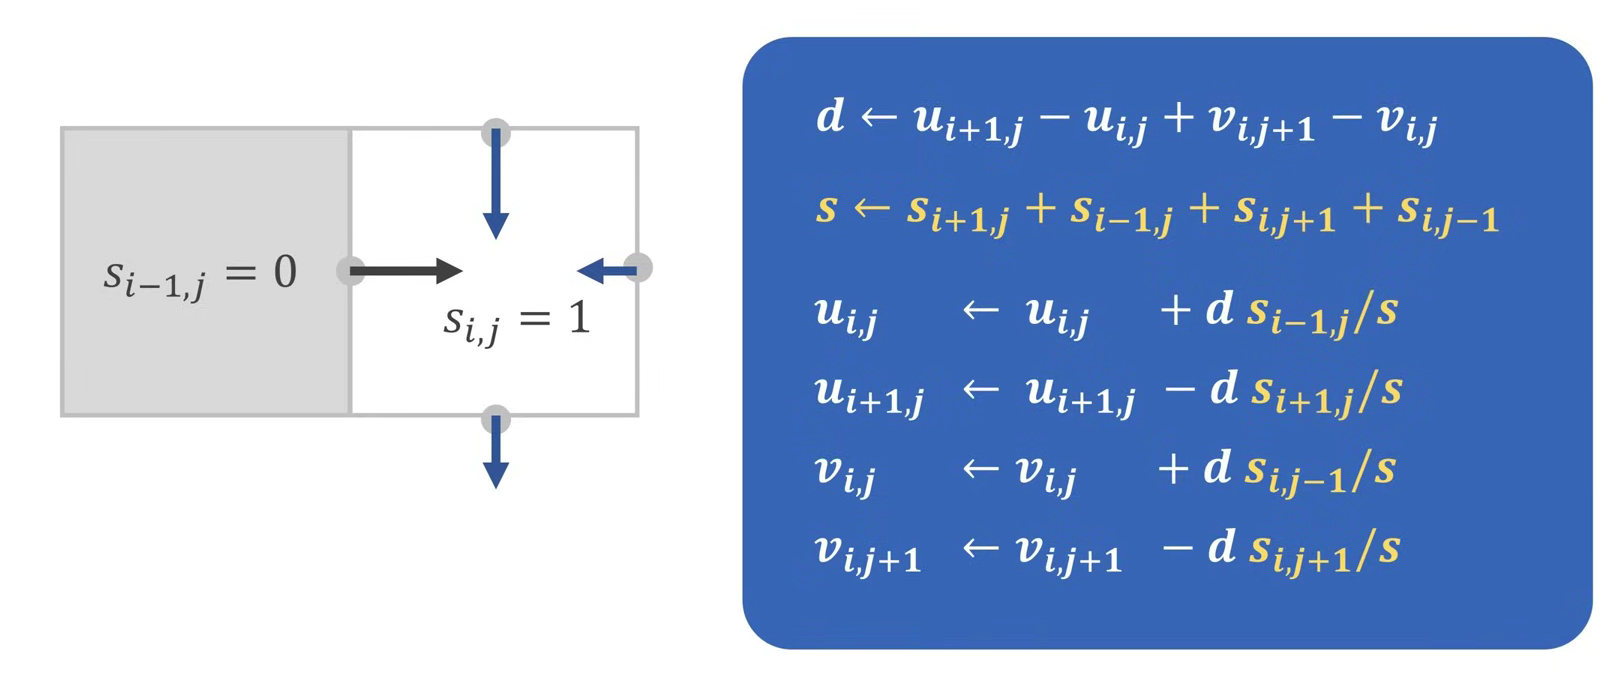 s_{i−1,j} = 0
s_{i,j} = 1
d ← u_{i+1,j} − u_{i,j} + v_{i,j+1} − v_{i,j}
s ← s_{i+1,j} + s_{i−1,j} + s_{i,j+1} + s_{i,j−1}
u_{i,j} ← u_{i,j} + d s_{i−1,j}/s
u_{i+1,j} ← u_{i+1,j} − d s_{i+1,j}/s
v_{i,j} ← v_{i,j} + d s_{i,j−1}/s
v_{i,j+1} ← v_{i,j+1} − d s_{i,j+1}/s